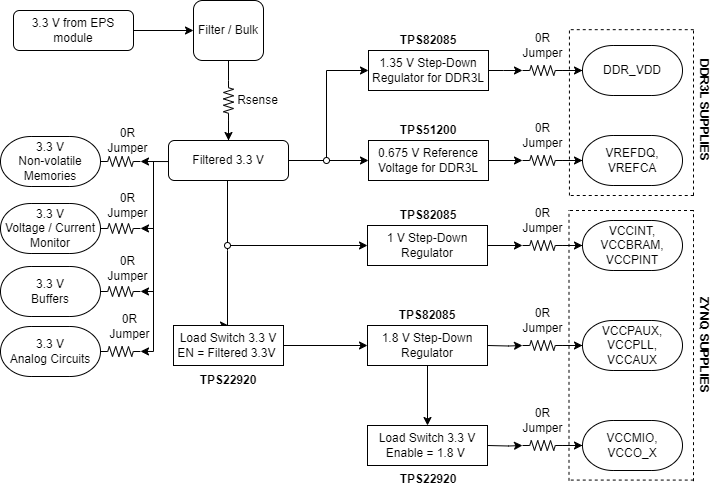 3.3 V from EPS
module
Filter / Bulk
Rsense
Filtered 3.3 V
TPS82085
1.35 V Step-Down
Regulator for DDR3L
0R
Jumper
DDR_VDD
TPS51200
0.675 V Reference
Voltage for DDR3L
0R
Jumper
VREFDQ,
VREFCA
DDR3L SUPPLIES
0R
Jumper
3.3 V
Non-volatile
Memories
0R
Jumper
3.3 V
Voltage / Current
Monitor
0R
Jumper
3.3 V
Buffers
0R
Jumper
3.3 V
Analog Circuits
TPS82085
1 V Step-Down
Regulator
0R
Jumper
VCCINT,
VCCBRAM,
VCCPINT
Load Switch 3.3 V
EN = Filtered 3.3V
TPS22920
TPS82085
1.8 V Step-Down
Regulator
0R
Jumper
VCCPAUX,
VCCPLL,
VCCAUX
Load Switch 3.3 V
Enable = 1.8 V
TPS22920
0R
Jumper
VCCMIO,
VCCO_X
ZYNQ SUPPLIES